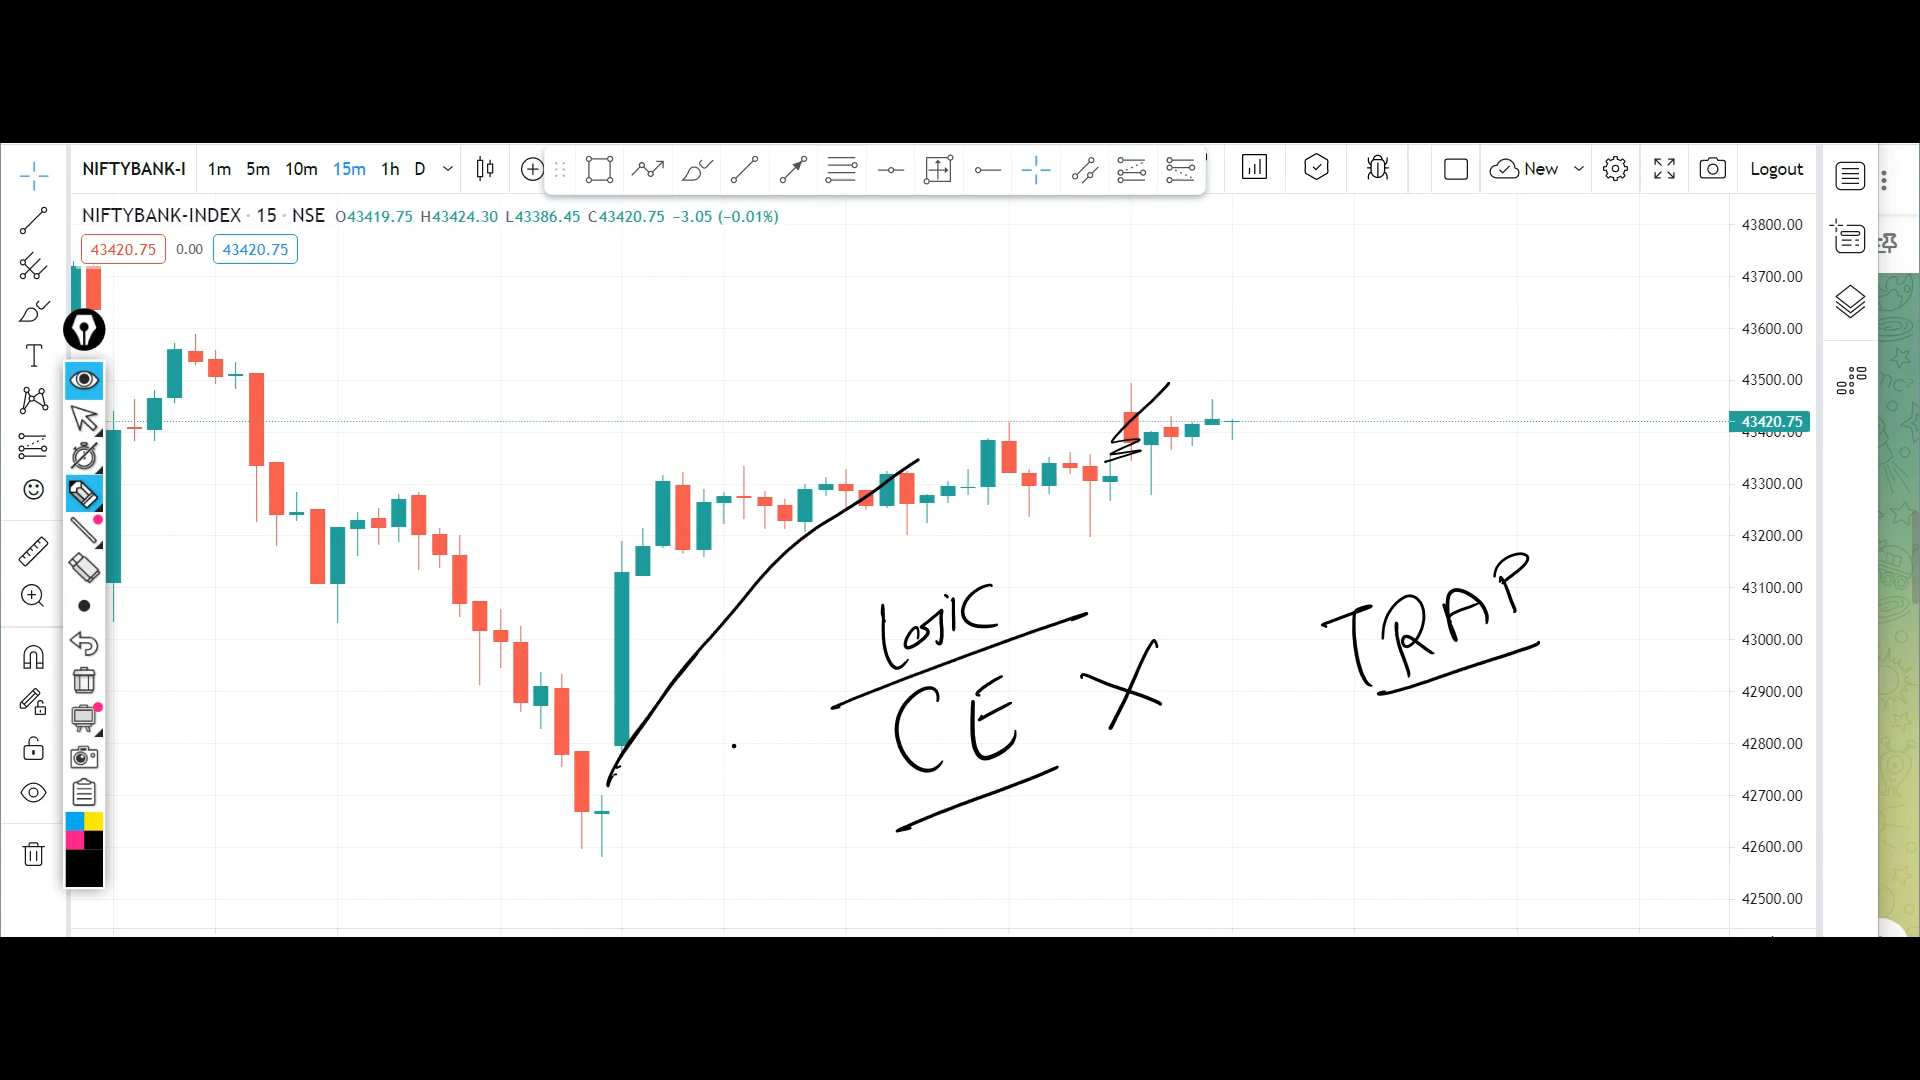 NIFTYBANK-I 1m 5m 10m 15m 1h D New Logout
NIFTYBANK-INDEX · 15 · NSE O43419.75 H43424.30 L43386.45 C43420.75 −3.05 (−0.01%)
43420.75 0.00 43420.75
43800.00
43700.00
43600.00
43500.00
43420.75
43400.00
43300.00
43200.00
43100.00
43000.00
42900.00
42800.00
42700.00
42600.00
42500.00
LogiC
CE X
TRAP